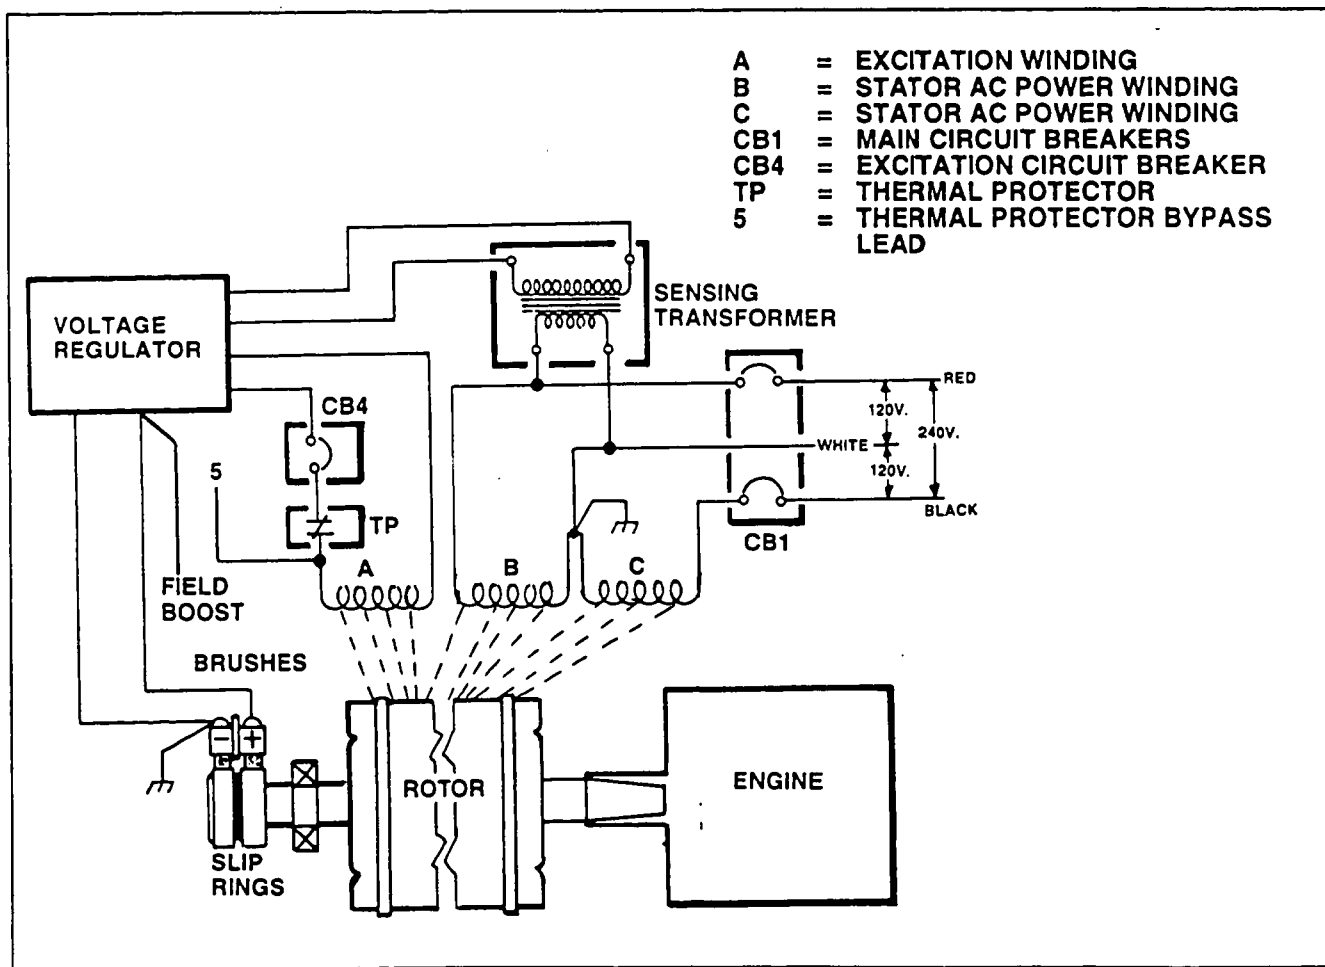 A = EXCITATION WINDING
B = STATOR AC POWER WINDING
C = STATOR AC POWER WINDING
CB1 = MAIN CIRCUIT BREAKERS
CB4 = EXCITATION CIRCUIT BREAKER
TP = THERMAL PROTECTOR
5 = THERMAL PROTECTOR BYPASS
LEAD
SENSING
TRANSFORMER
VOLTAGE
REGULATOR
CB4
RED
120V.
240V.
WHITE
120V.
BLACK
5
TP
CB1
A
B
C
FIELD
BOOST
BRUSHES
− +
ROTOR
ENGINE
SLIP
RINGS